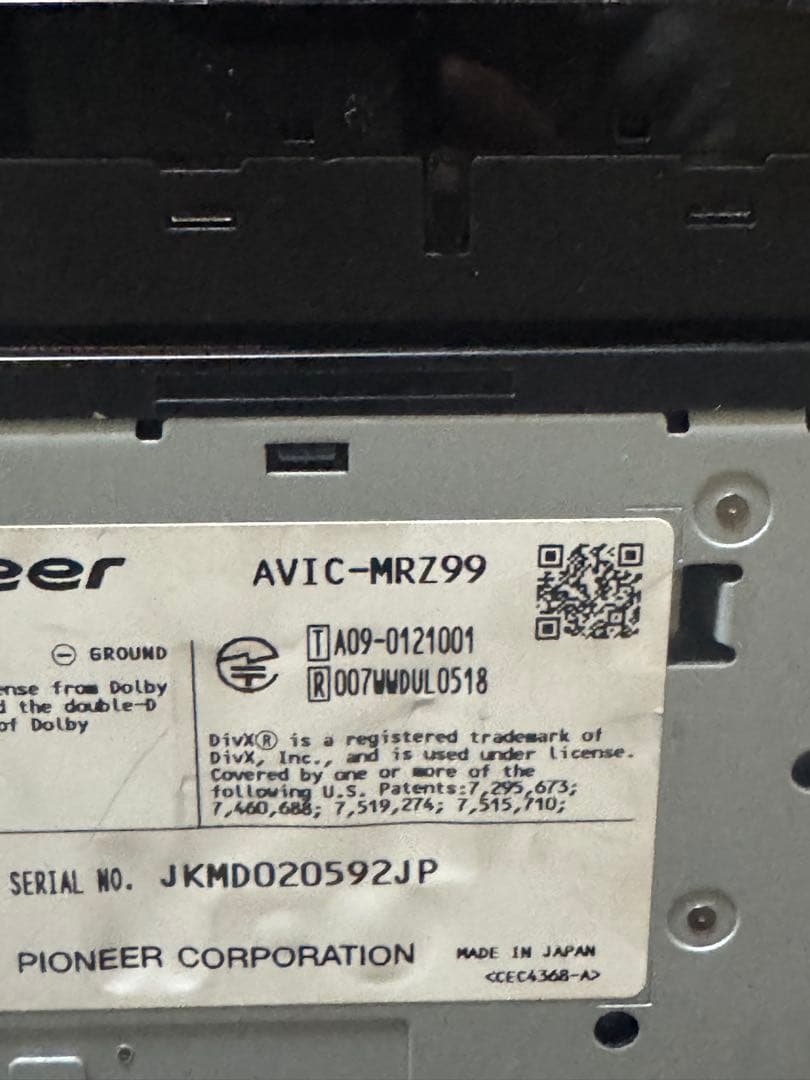 eer
AVIC-MRZ99
⊖ GROUND
T A09-0121001
R 007WWDUL0518
ense from Dolby
d the double-D
of Dolby
DivX® is a registered trademark of
DivX, Inc., and is used under license.
Covered by one or more of the
following U.S. Patents:7,295,673;
7,460,688; 7,519,274; 7,515,710;
SERIAL NO. JKMD020592JP
PIONEER CORPORATION
MADE IN JAPAN
<CEC4368-A>